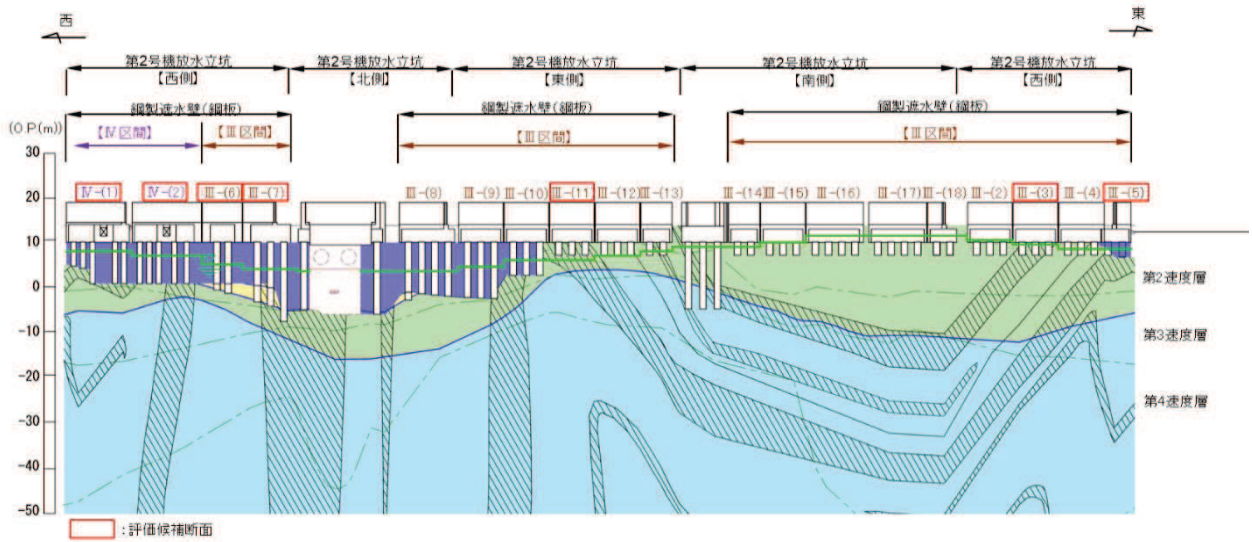 西
東
第2号機放水立坑
【西側】
第2号機放水立坑
【北側】
第2号機放水立坑
【東側】
第2号機放水立坑
【南側】
第2号機放水立坑
【西側】
鋼製遮水壁(鋼板)
鋼製遮水壁(鋼板)
鋼製遮水壁(鋼板)
【Ⅳ区間】
【Ⅲ区間】
【Ⅲ区間】
【Ⅲ区間】
(O.P(m))
30
20
10
0
-10
-20
-30
-40
-50
Ⅳ-(1)
Ⅳ-(2)
Ⅲ-(6)
Ⅲ-(7)
Ⅲ-(8)
Ⅲ-(9)
Ⅲ-(10)
Ⅲ-(11)
Ⅲ-(12)
Ⅲ-(13)
Ⅲ-(14)
Ⅲ-(15)
Ⅲ-(16)
Ⅲ-(17)
Ⅲ-(18)
Ⅲ-(2)
Ⅲ-(3)
Ⅲ-(4)
Ⅲ-(5)
第2速度層
第3速度層
第4速度層
:評価候補断面